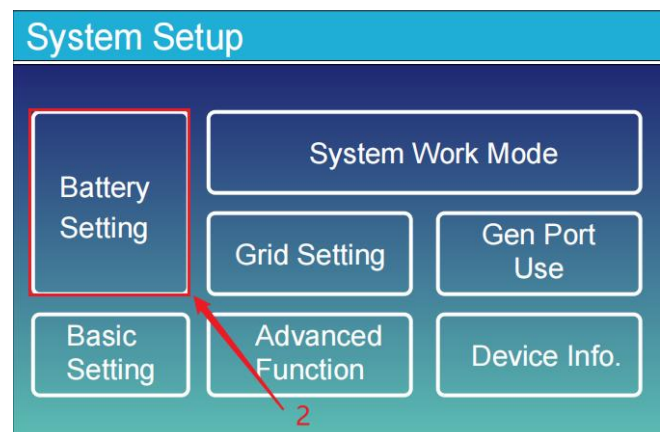 System Setup
System Work Mode
Battery
Setting
Grid Setting
Gen Port
Use
Basic
Setting
Advanced
Function
Device Info.
2